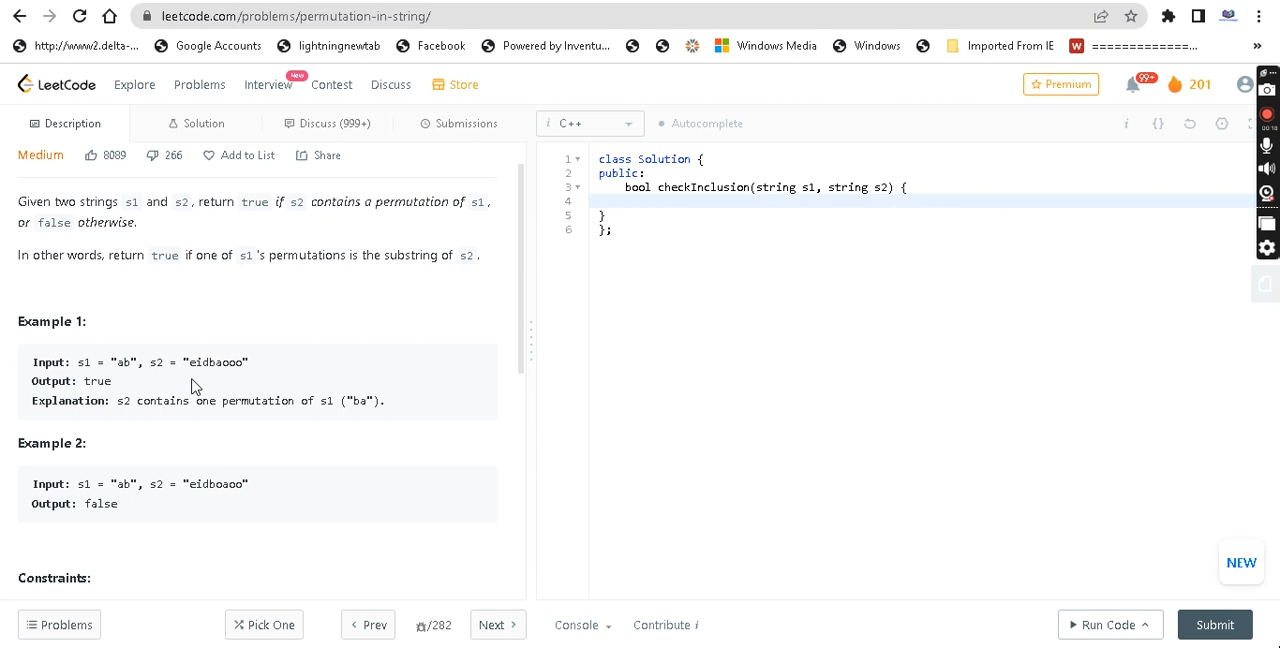 leetcode.com/problems/permutation-in-string/
http://www2.delta-... Google Accounts lightningnewtab Facebook Powered by Inventu... Windows Media Windows Imported From IE W =============... »
LeetCode Explore Problems Interview New Contest Discuss Store Premium 99+ 201
Description Solution Discuss (999+) Submissions i C++ Autocomplete i {}
Medium 8089 266 Add to List Share
Given two strings s1 and s2, return true if s2 contains a permutation of s1,
or false otherwise.
In other words, return true if one of s1's permutations is the substring of s2.
Example 1:
Input: s1 = "ab", s2 = "eidbaooo"
Output: true
Explanation: s2 contains one permutation of s1 ("ba").
Example 2:
Input: s1 = "ab", s2 = "eidboaoo"
Output: false
Constraints:
1 class Solution {
2 public:
3 bool checkInclusion(string s1, string s2) {
4
5 }
6 };
00:18
NEW
Problems Pick One < Prev /282 Next > Console Contribute i Run Code Submit